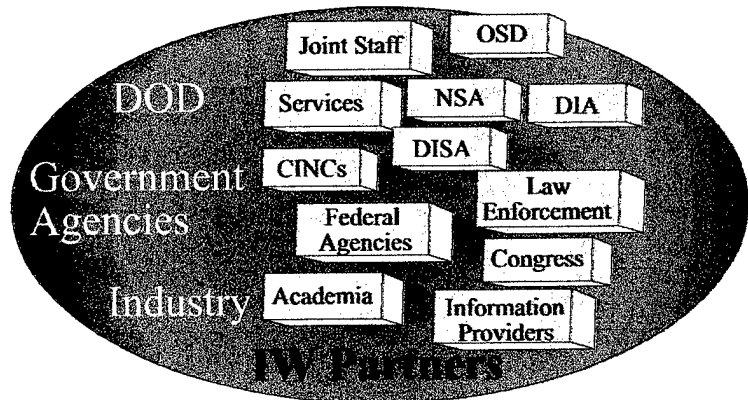 Joint Staff
OSD
DOD
Services
NSA
DIA
DISA
CINCs
Government
Agencies
Law
Enforcement
Federal
Agencies
Congress
Industry
Academia
Information
Providers
IW Partners